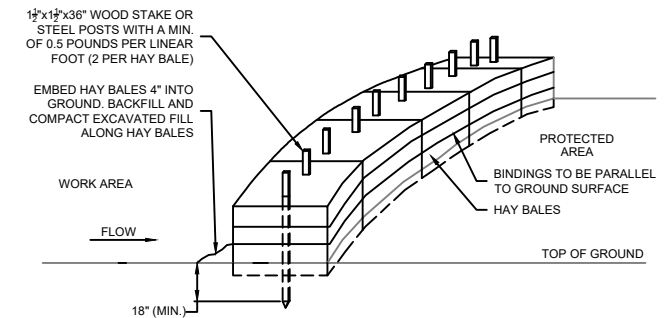 1½"x1½"x36" WOOD STAKE OR
STEEL POSTS WITH A MIN.
OF 0.5 POUNDS PER LINEAR
FOOT (2 PER HAY BALE)
EMBED HAY BALES 4" INTO
GROUND. BACKFILL AND
COMPACT EXCAVATED FILL
ALONG HAY BALES
WORK AREA
FLOW
18" (MIN.)
PROTECTED
AREA
BINDINGS TO BE PARALLEL
TO GROUND SURFACE
HAY BALES
TOP OF GROUND